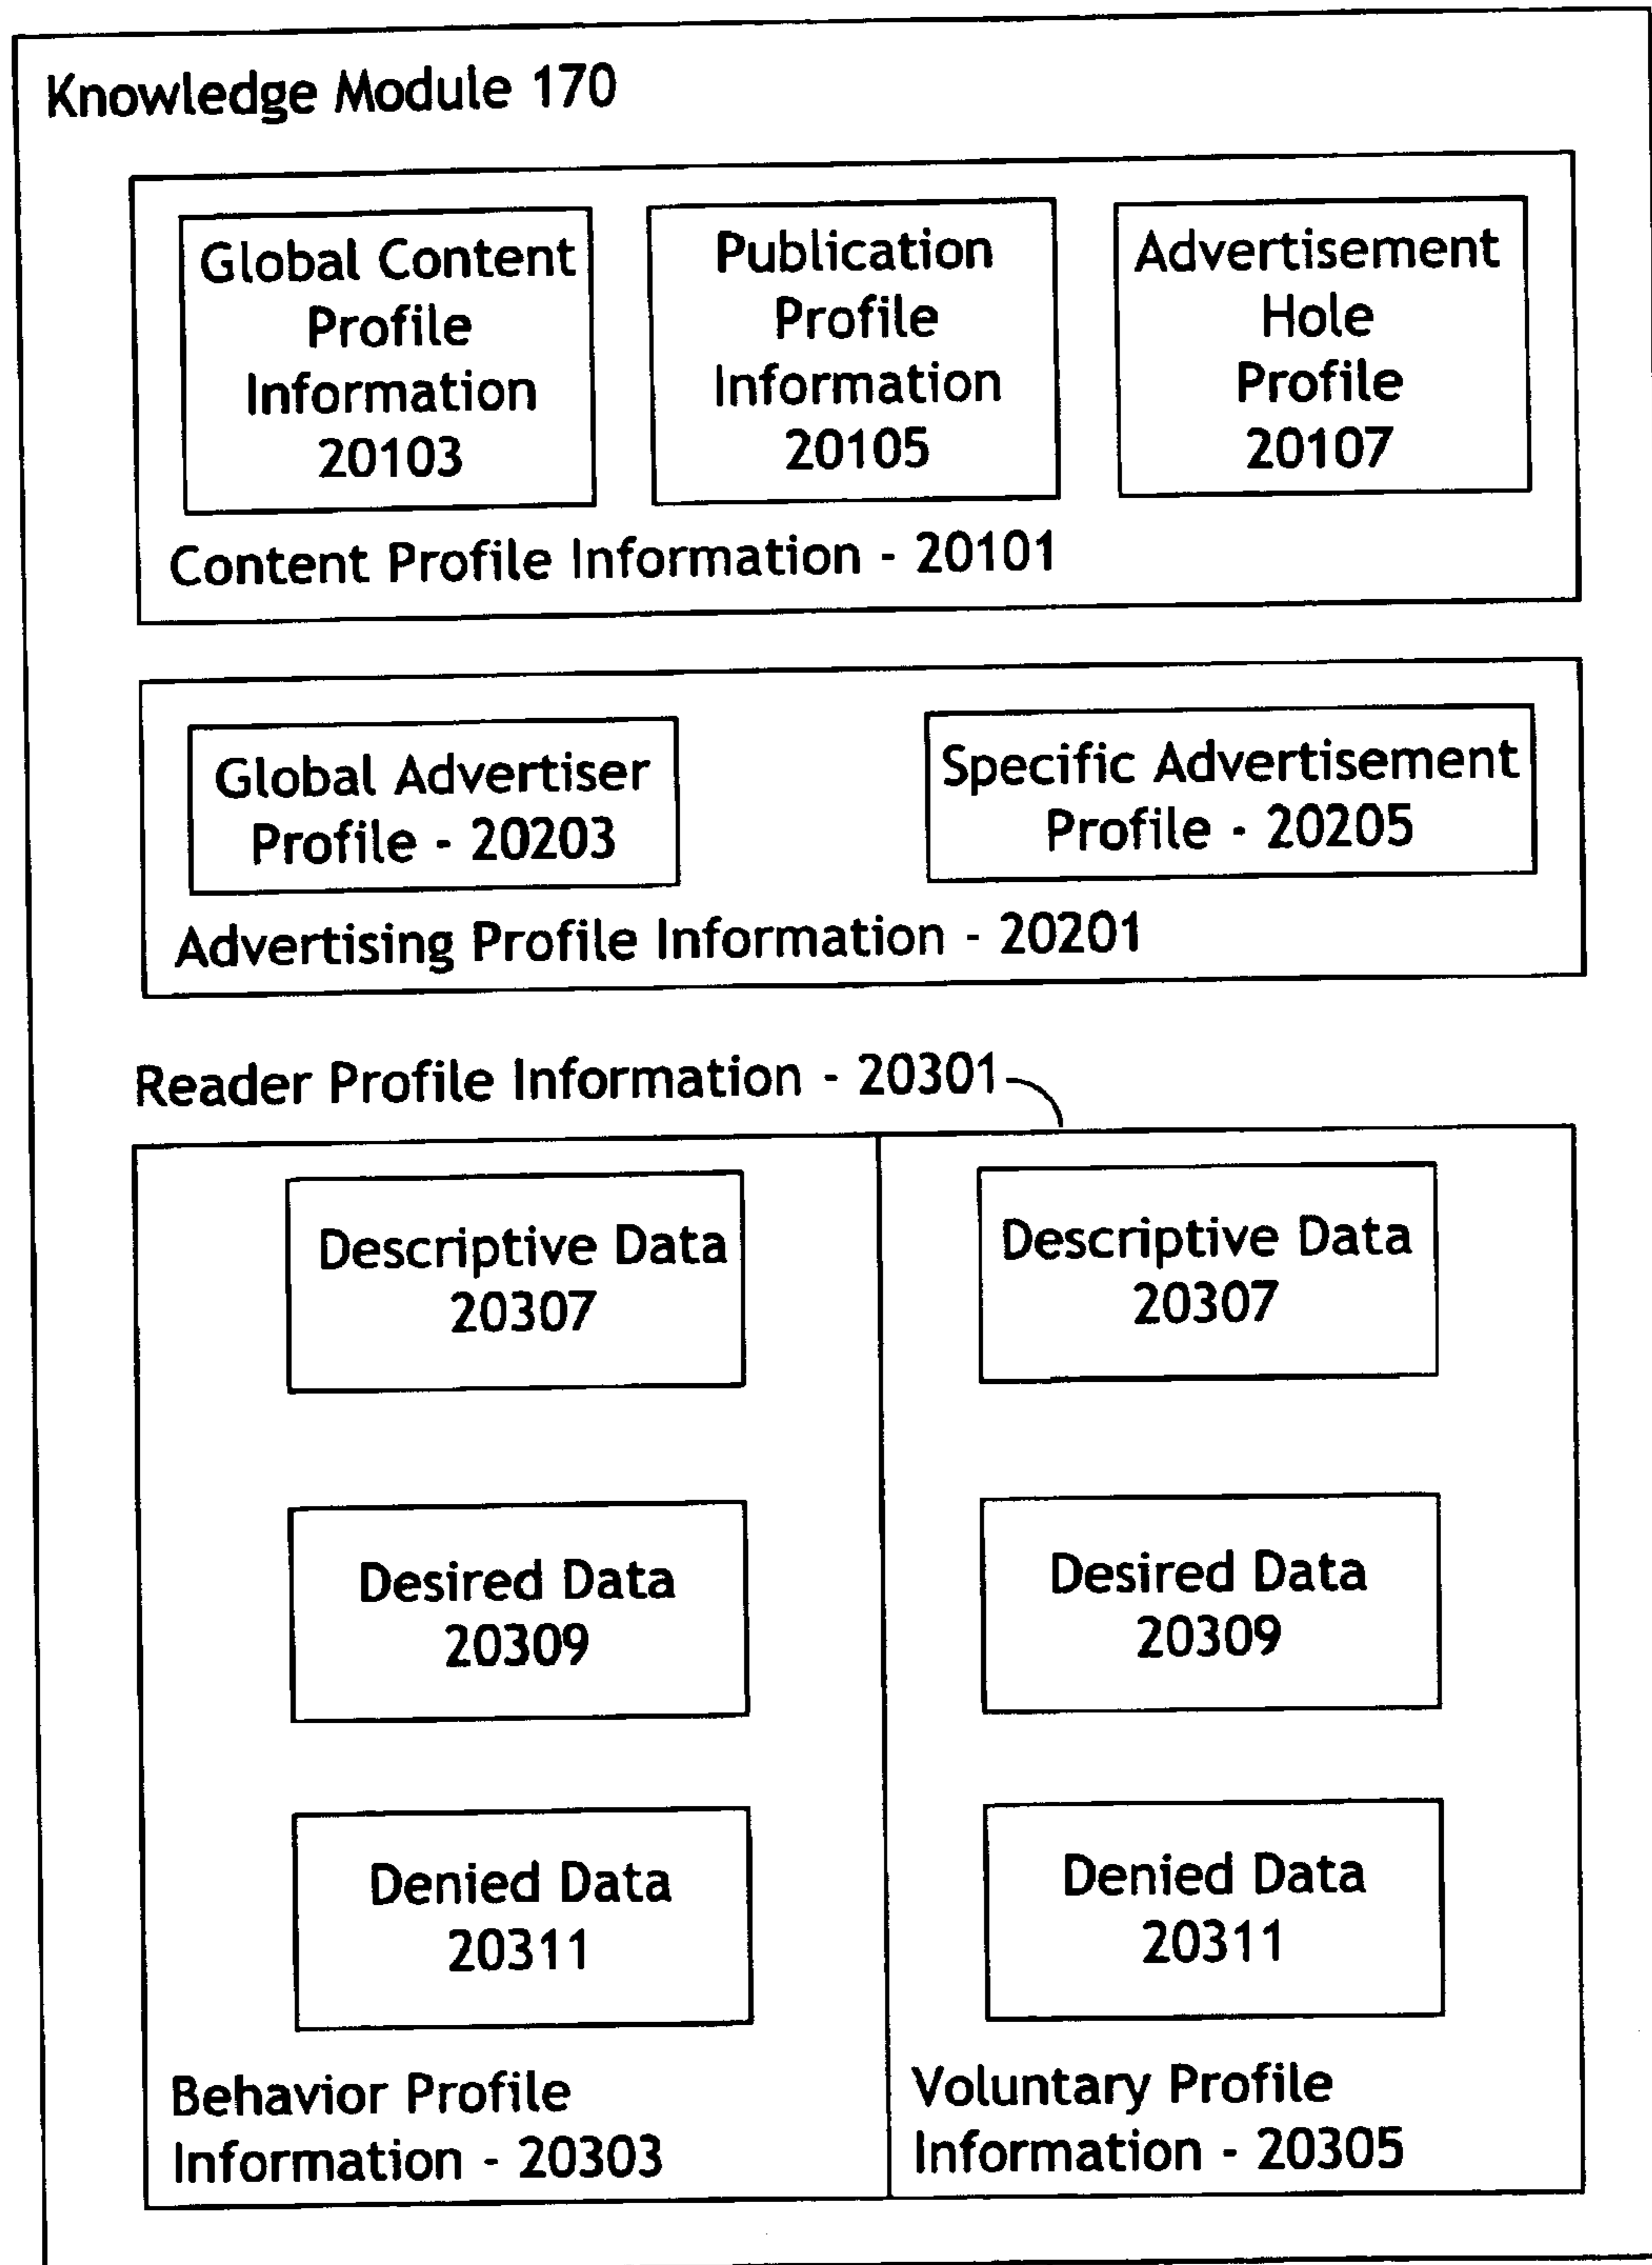 Knowledge Module 170
Global Content
Profile
Information
20103
Publication
Profile
Information
20105
Advertisement
Hole
Profile
20107
Content Profile Information - 20101
Global Advertiser
Profile - 20203
Specific Advertisement
Profile - 20205
Advertising Profile Information - 20201
Reader Profile Information - 20301
Descriptive Data
20307
Desired Data
20309
Denied Data
20311
Behavior Profile
Information - 20303
Descriptive Data
20307
Desired Data
20309
Denied Data
20311
Voluntary Profile
Information - 20305